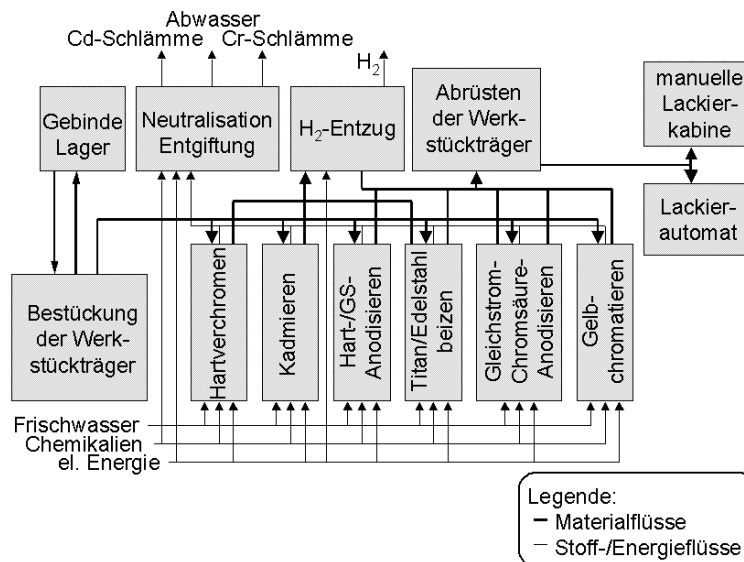 Abwasser
Cd-Schlämme
Cr-Schlämme
H2
Gebinde
Lager
Neutralisation
Entgiftung
H2-Entzug
Abrüsten
der Werk-
stückträger
manuelle
Lackier-
kabine
Lackier-
automat
Bestückung
der Werk-
stückträger
Hartverchromen
Kadmieren
Hart-/GS-
Anodisieren
Titan/Edelstahl
beizen
Gleichstrom-
Chromsäure-
Anodisieren
Gelb-
chromatieren
Frischwasser
Chemikalien
el. Energie
Legende:
Materialflüsse
Stoff-/Energieflüsse